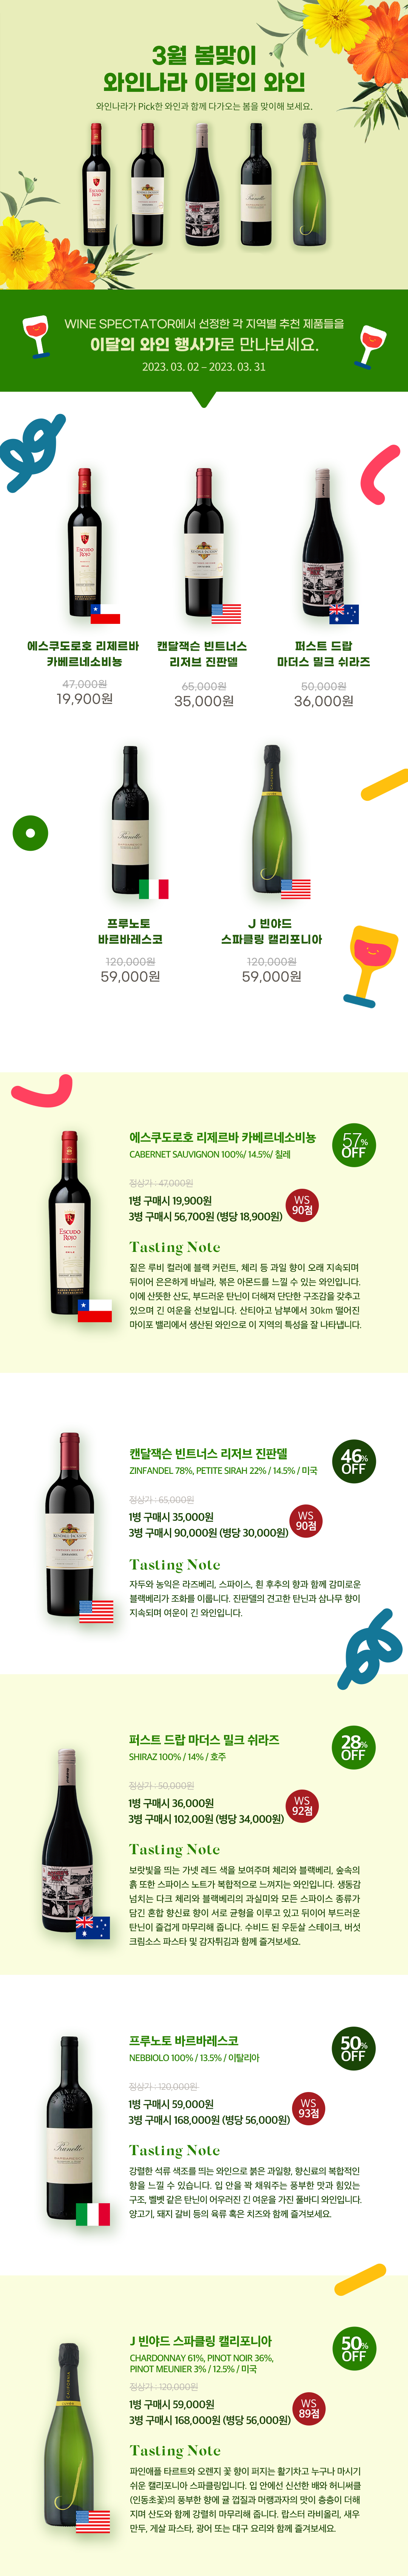 3월 봄맞이
와인나라 이달의 와인
와인나라가 Pick한 와인과 함께 다가오는 봄을 맞이해 보세요.
WINE SPECTATOR에서 선정한 각 지역별 추천 제품들을
이달의 와인 행사가로 만나보세요.
2023. 03. 02 – 2023. 03. 31
ESCUDO
ROJO
KENDALL-JACKSON
에스쿠도로호 리제르바
카베르네소비뇽
47,000원
19,900원
캔달잭슨 빈트너스
리저브 진판델
65,000원
35,000원
퍼스트 드랍
마더스 밀크 쉬라즈
50,000원
36,000원
Prunotto
J
프루노토
바르바레스코
120,000원
59,000원
J 빈야드
스파클링 캘리포니아
120,000원
59,000원
에스쿠도로호 리제르바 카베르네소비뇽
CABERNET SAUVIGNON 100%/ 14.5%/ 칠레
57%
OFF
정상가 : 47,000원
1병 구매시 19,900원
3병 구매시 56,700원 (병당 18,900원)
WS
90점
ESCUDO
ROJO
Tasting Note
짙은 루비 컬러에 블랙 커런트, 체리 등 과일 향이 오래 지속되며
뒤이어 은은하게 바닐라, 볶은 아몬드를 느낄 수 있는 와인입니다.
이에 산뜻한 산도, 부드러운 탄닌이 더해져 단단한 구조감을 갖추고
있으며 긴 여운을 선보입니다. 산티아고 남부에서 30km 떨어진
마이포 밸리에서 생산된 와인으로 이 지역의 특성을 잘 나타냅니다.
캔달잭슨 빈트너스 리저브 진판델
ZINFANDEL 78%, PETITE SIRAH 22% / 14.5% / 미국
46%
OFF
정상가 : 65,000원
1병 구매시 35,000원
3병 구매시 90,000원 (병당 30,000원)
WS
90점
KENDALL-JACKSON
Tasting Note
자두와 농익은 라즈베리, 스파이스, 흰 후추의 향과 함께 감미로운
블랙베리가 조화를 이룹니다. 진판델의 견고한 탄닌과 삼나무 향이
지속되며 여운이 긴 와인입니다.
퍼스트 드랍 마더스 밀크 쉬라즈
SHIRAZ 100% / 14% / 호주
28%
OFF
정상가 : 50,000원
1병 구매시 36,000원
3병 구매시 102,00원 (병당 34,000원)
WS
92점
Tasting Note
보랏빛을 띄는 가넷 레드 색을 보여주며 체리와 블랙베리, 숲속의
흙 또한 스파이스 노트가 복합적으로 느껴지는 와인입니다. 생동감
넘치는 다크 체리와 블랙베리의 과실미와 모든 스파이스 종류가
담긴 혼합 향신료 향이 서로 균형을 이루고 있고 뒤이어 부드러운
탄닌이 즐겁게 마무리해 줍니다. 수비드 된 우둔살 스테이크, 버섯
크림소스 파스타 및 감자튀김과 함께 즐겨보세요.
프루노토 바르바레스코
NEBBIOLO 100% / 13.5% / 이탈리아
50%
OFF
정상가 : 120,000원
1병 구매시 59,000원
3병 구매시 168,000원 (병당 56,000원)
WS
93점
Prunotto
Tasting Note
강렬한 석류 색조를 띄는 와인으로 붉은 과일향, 향신료의 복합적인
향을 느낄 수 있습니다. 입 안을 꽉 채워주는 풍부한 맛과 힘있는
구조, 벨벳 같은 탄닌이 어우러진 긴 여운을 가진 풀바디 와인입니다.
양고기, 돼지 갈비 등의 육류 혹은 치즈와 함께 즐겨보세요.
J 빈야드 스파클링 캘리포니아
CHARDONNAY 61%, PINOT NOIR 36%,
PINOT MEUNIER 3% / 12.5% / 미국
50%
OFF
정상가 : 120,000원
1병 구매시 59,000원
3병 구매시 168,000원 (병당 56,000원)
WS
89점
J
Tasting Note
파인애플 타르트와 오렌지 꽃 향이 퍼지는 활기차고 누구나 마시기
쉬운 캘리포니아 스파클링입니다. 입 안에선 신선한 배와 허니써클
(인동초꽃)의 풍부한 향에 귤 껍질과 머랭과자의 맛이 층층이 더해
지며 산도와 함께 강렬히 마무리해 줍니다. 랍스터 라비올리, 새우
만두, 게살 파스타, 광어 또는 대구 요리와 함께 즐겨보세요.